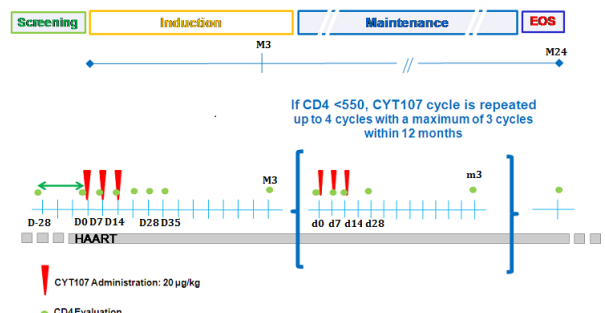 Screening Induction Maintenance EOS
M3 M24
If CD4 <550, CYT107 cycle is repeated
up to 4 cycles with a maximum of 3 cycles
within 12 months
M3 m3
D-28 D0 D7 D14 D28 D35 d0 d7 d14 d28
HAART
CYT107 Administration: 20 µg/kg
CD4 Evaluation